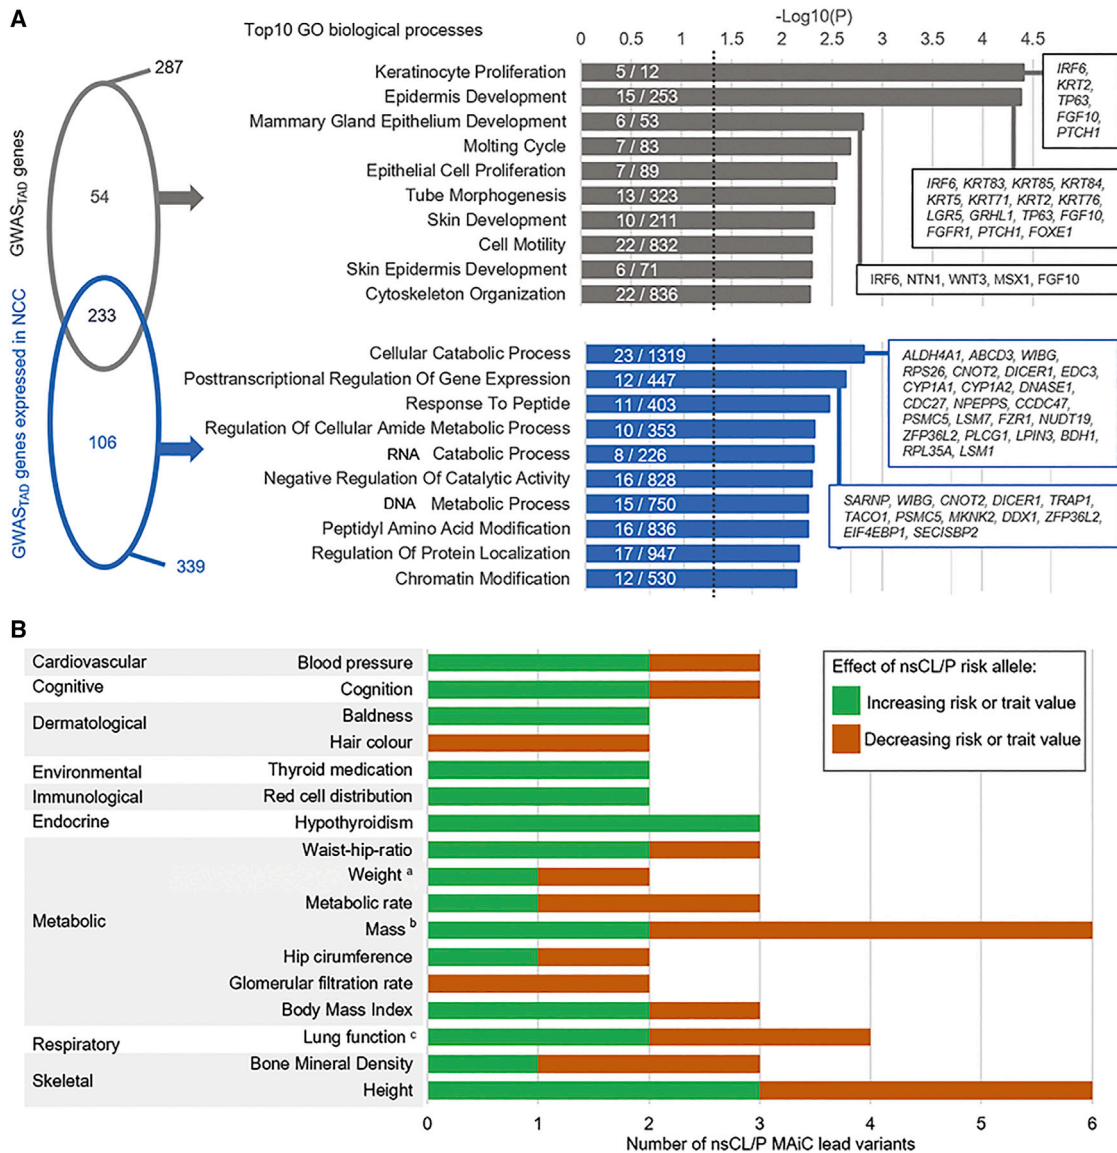 A
Top10 GO biological processes
-Log10(P)
0 0.5 1 1.5 2 2.5 3 3.5 4 4.5
287
GWASTAD genes
54
233
GWASTAD genes expressed in NCC
106
339
Keratinocyte Proliferation 5 / 12
Epidermis Development 15 / 253
Mammary Gland Epithelium Development 6 / 53
Molting Cycle 7 / 83
Epithelial Cell Proliferation 7 / 89
Tube Morphogenesis 13 / 323
Skin Development 10 / 211
Cell Motility 22 / 832
Skin Epidermis Development 6 / 71
Cytoskeleton Organization 22 / 836
IRF6,
KRT2,
TP63,
FGF10,
PTCH1
IRF6, KRT83, KRT85, KRT84,
KRT5, KRT71, KRT2, KRT76,
LGR5, GRHL1, TP63, FGF10,
FGFR1, PTCH1, FOXE1
IRF6, NTN1, WNT3, MSX1, FGF10
Cellular Catabolic Process 23 / 1319
Posttranscriptional Regulation Of Gene Expression 12 / 447
Response To Peptide 11 / 403
Regulation Of Cellular Amide Metabolic Process 10 / 353
RNA Catabolic Process 8 / 226
Negative Regulation Of Catalytic Activity 16 / 828
DNA Metabolic Process 15 / 750
Peptidyl Amino Acid Modification 16 / 836
Regulation Of Protein Localization 17 / 947
Chromatin Modification 12 / 530
ALDH4A1, ABCD3, WIBG,
RPS26, CNOT2, DICER1, EDC3,
CYP1A1, CYP1A2, DNASE1,
CDC27, NPEPPS, CCDC47,
PSMC5, LSM7, FZR1, NUDT19,
ZFP36L2, PLCG1, LPIN3, BDH1,
RPL35A, LSM1
SARNP, WIBG, CNOT2, DICER1, TRAP1,
TACO1, PSMC5, MKNK2, DDX1, ZFP36L2,
EIF4EBP1, SECISBP2
B
Cardiovascular Blood pressure
Cognitive Cognition
Dermatological Baldness
Hair colour
Environmental Thyroid medication
Immunological Red cell distribution
Endocrine Hypothyroidism
Metabolic Waist-hip-ratio
Weight a
Metabolic rate
Mass b
Hip cirumference
Glomerular filtration rate
Body Mass Index
Respiratory Lung function c
Skeletal Bone Mineral Density
Height
Effect of nsCL/P risk allele:
Increasing risk or trait value
Decreasing risk or trait value
0 1 2 3 4 5 6
Number of nsCL/P MAiC lead variants